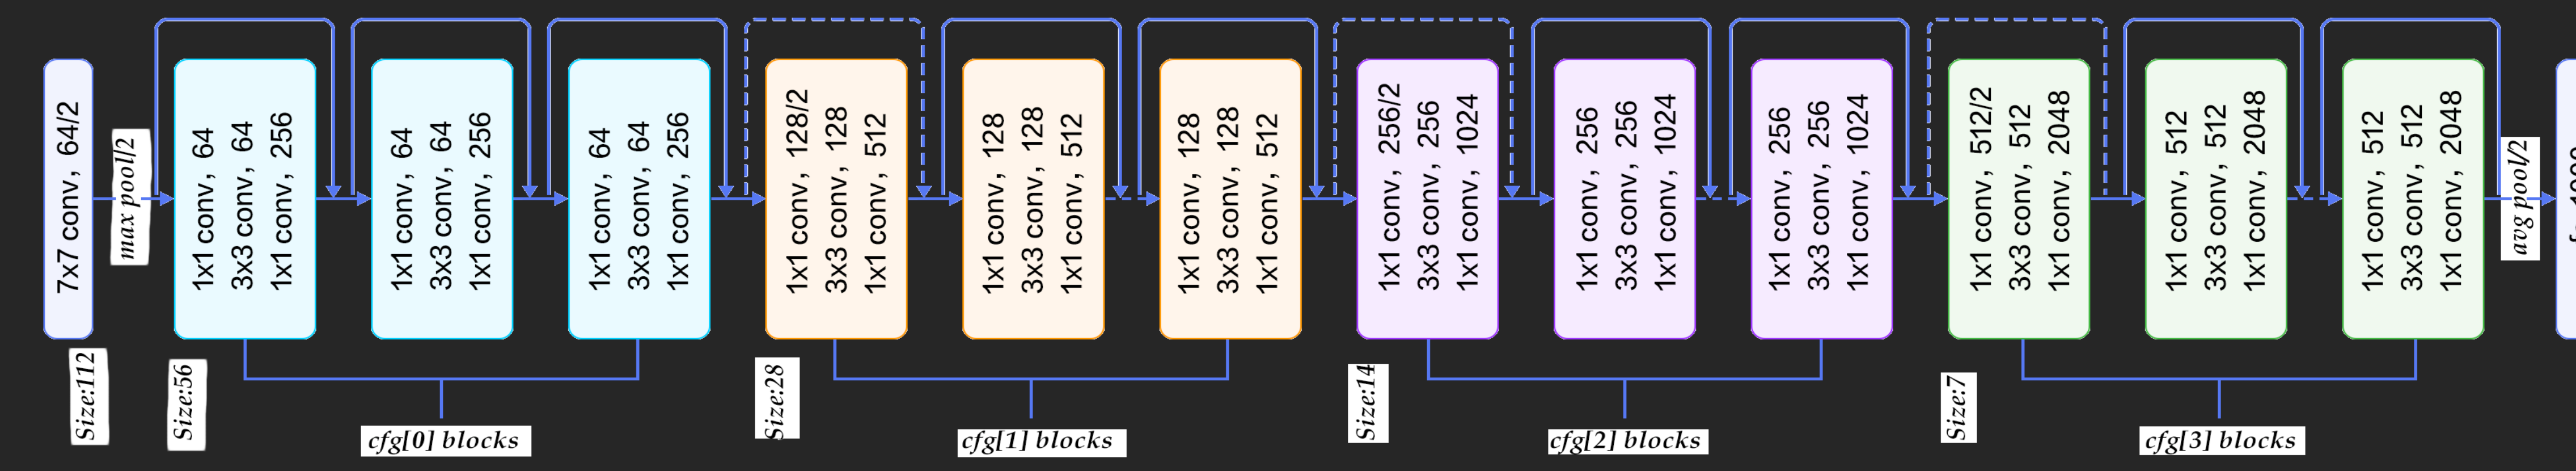 7x7 conv, 64/2
max pool/2
1x1 conv, 64
3x3 conv, 64
1x1 conv, 256
1x1 conv, 64
3x3 conv, 64
1x1 conv, 256
1x1 conv, 64
3x3 conv, 64
1x1 conv, 256
1x1 conv, 128/2
3x3 conv, 128
1x1 conv, 512
1x1 conv, 128
3x3 conv, 128
1x1 conv, 512
1x1 conv, 128
3x3 conv, 128
1x1 conv, 512
1x1 conv, 256/2
3x3 conv, 256
1x1 conv, 1024
1x1 conv, 256
3x3 conv, 256
1x1 conv, 1024
1x1 conv, 256
3x3 conv, 256
1x1 conv, 1024
1x1 conv, 512/2
3x3 conv, 512
1x1 conv, 2048
1x1 conv, 512
3x3 conv, 512
1x1 conv, 2048
1x1 conv, 512
3x3 conv, 512
1x1 conv, 2048
avg pool/2
Size:112
Size:56
Size:28
Size:14
Size:7
cfg[0] blocks
cfg[1] blocks
cfg[2] blocks
cfg[3] blocks